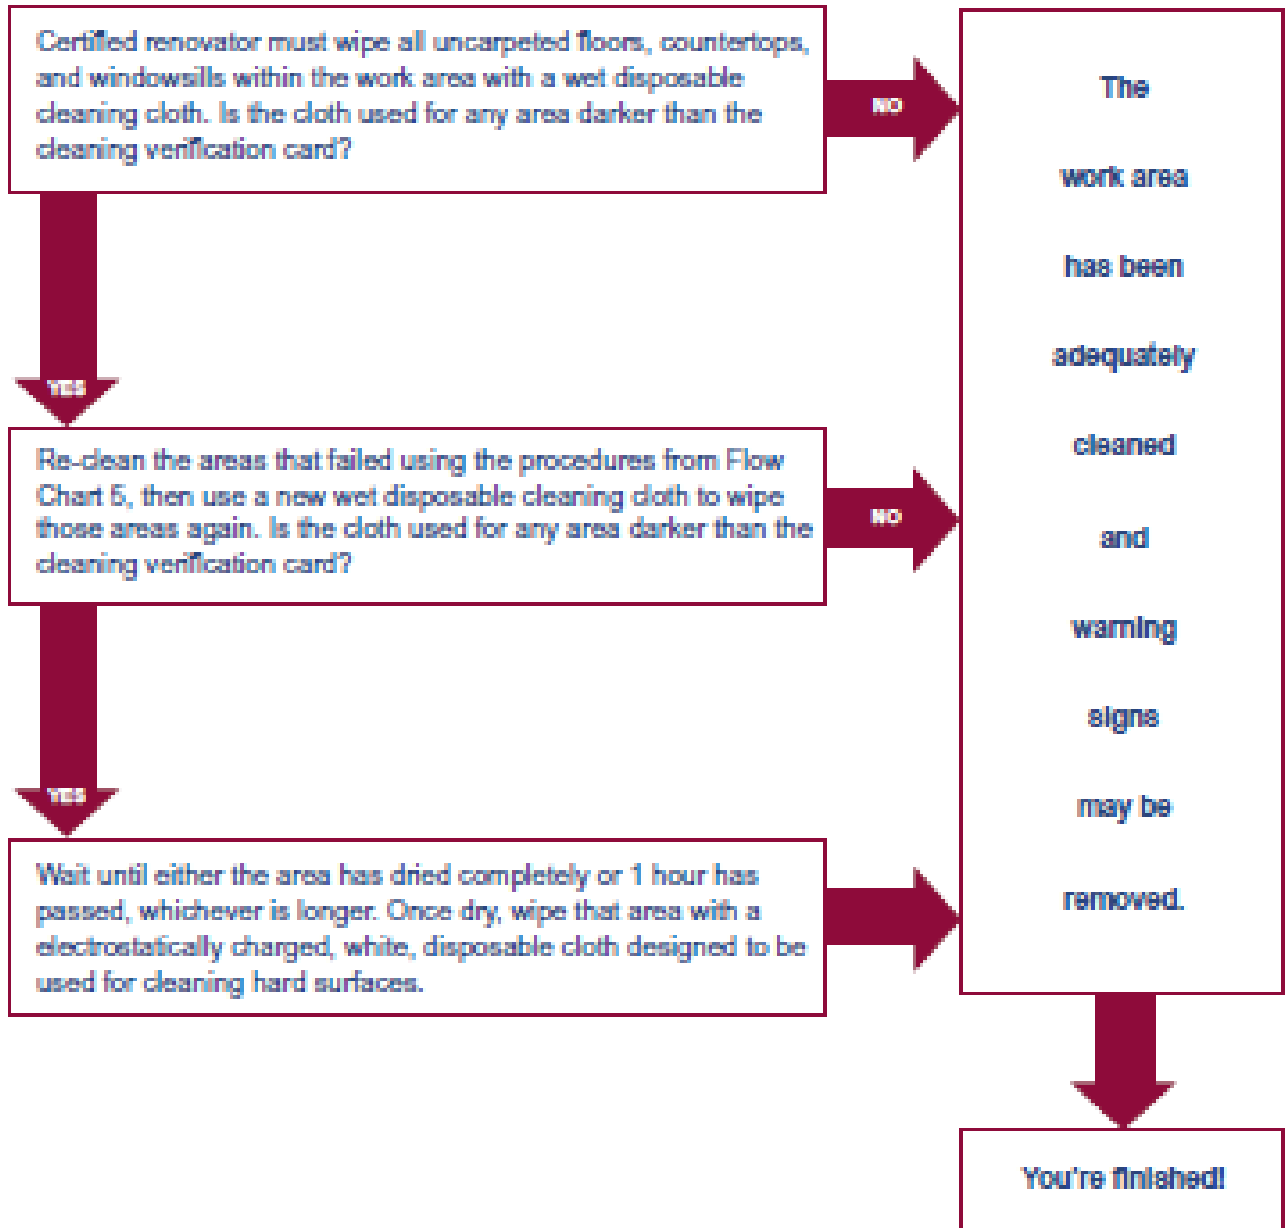 Certified renovator must wipe all uncarpeted floors, countertops,
and windowsills within the work area with a wet disposable
cleaning cloth. Is the cloth used for any area darker than the
cleaning verification card?
NO
YES
Re-clean the areas that failed using the procedures from Flow
Chart 5, then use a new wet disposable cleaning cloth to wipe
those areas again. Is the cloth used for any area darker than the
cleaning verification card?
NO
YES
Wait until either the area has dried completely or 1 hour has
passed, whichever is longer. Once dry, wipe that area with a
electrostatically charged, white, disposable cloth designed to be
used for cleaning hard surfaces.
The
work area
has been
adequately
cleaned
and
warning
signs
may be
removed.
You're finished!